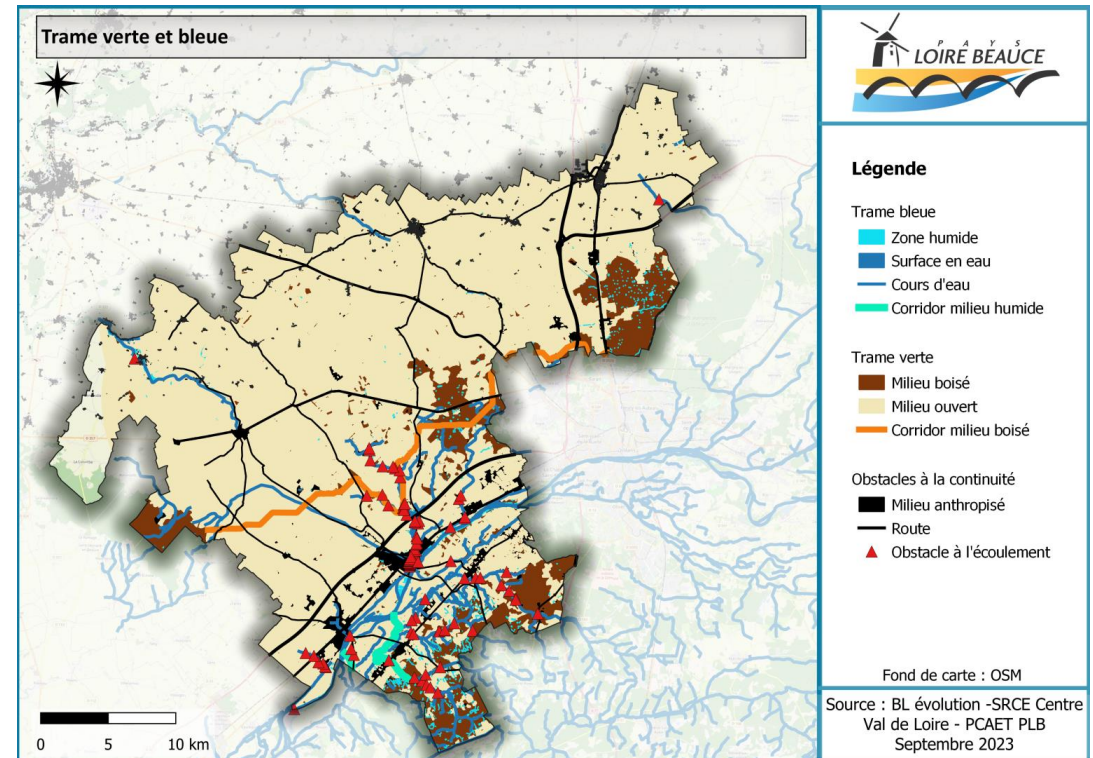 Trame verte et bleue
PAYS
LOIRE BEAUCE
Légende
Trame bleue
Zone humide
Surface en eau
Cours d'eau
Corridor milieu humide
Trame verte
Milieu boisé
Milieu ouvert
Corridor milieu boisé
Obstacles à la continuité
Milieu anthropisé
Route
Obstacle à l'écoulement
Fond de carte : OSM
Source : BL évolution -SRCE Centre
Val de Loire - PCAET PLB
Septembre 2023
0 5 10 km